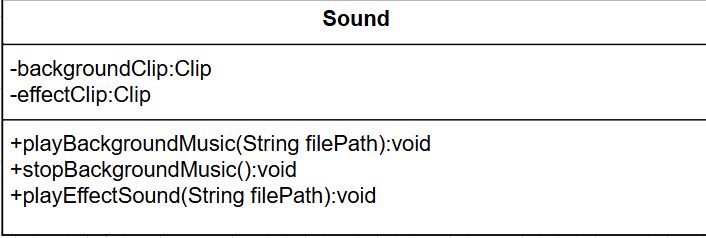 Sound
-backgroundClip:Clip
-effectClip:Clip
+playBackgroundMusic(String filePath):void
+stopBackgroundMusic():void
+playEffectSound(String filePath):void